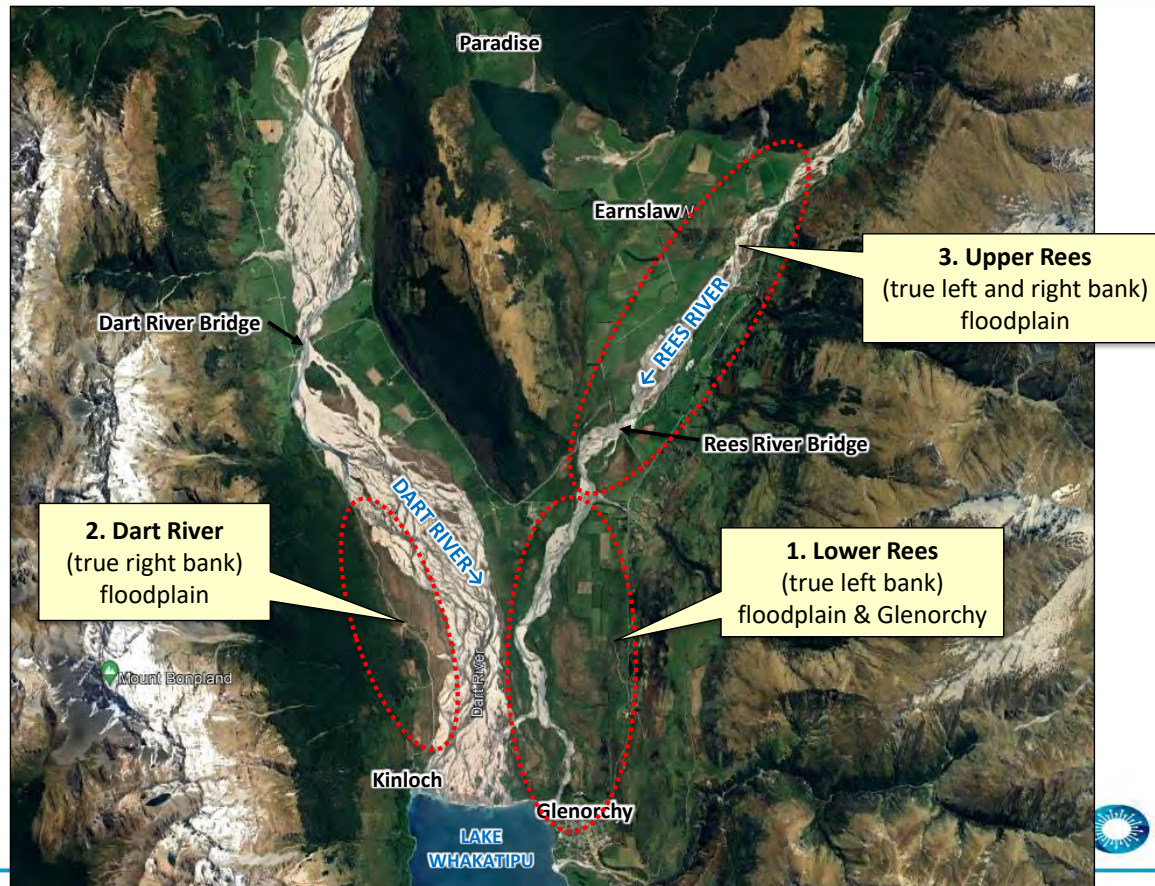 Paradise
Earnslaw
3. Upper Rees
(true left and right bank)
floodplain
← REES RIVER
Dart River Bridge
Rees River Bridge
DART RIVER →
2. Dart River
(true right bank)
floodplain
1. Lower Rees
(true left bank)
floodplain & Glenorchy
Mount Bonpland
Dart River
Kinloch
Glenorchy
LAKE
WHAKATIPU